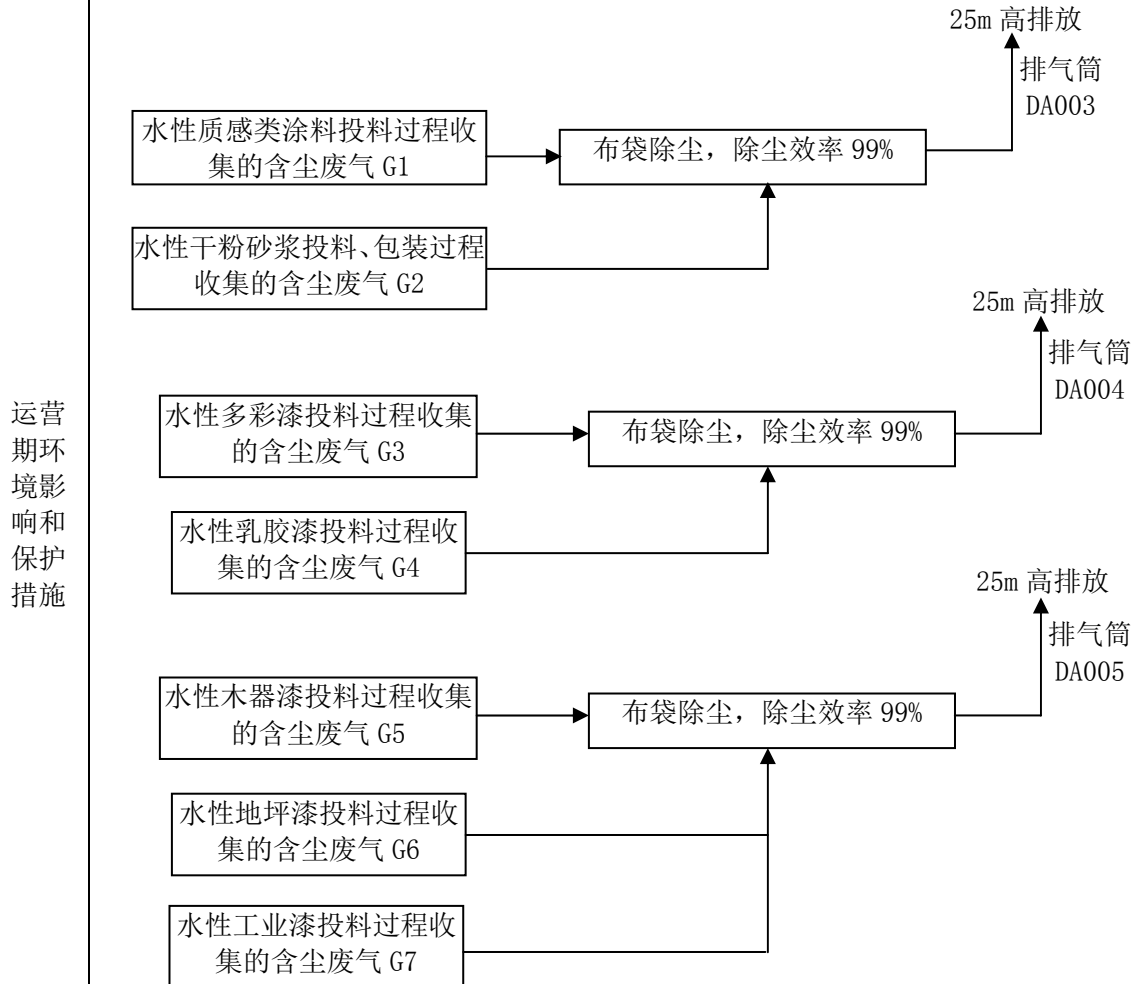 运营
期环
境影
响和
保护
措施
25m 高排放
排气筒
DA003
水性质感类涂料投料过程收
集的含尘废气 G1
布袋除尘，除尘效率 99%
水性干粉砂浆投料、包装过程
收集的含尘废气 G2
25m 高排放
排气筒
DA004
水性多彩漆投料过程收集
的含尘废气 G3
布袋除尘，除尘效率 99%
水性乳胶漆投料过程收
集的含尘废气 G4
25m 高排放
排气筒
DA005
水性木器漆投料过程收集
的含尘废气 G5
布袋除尘，除尘效率 99%
水性地坪漆投料过程收
集的含尘废气 G6
水性工业漆投料过程收
集的含尘废气 G7